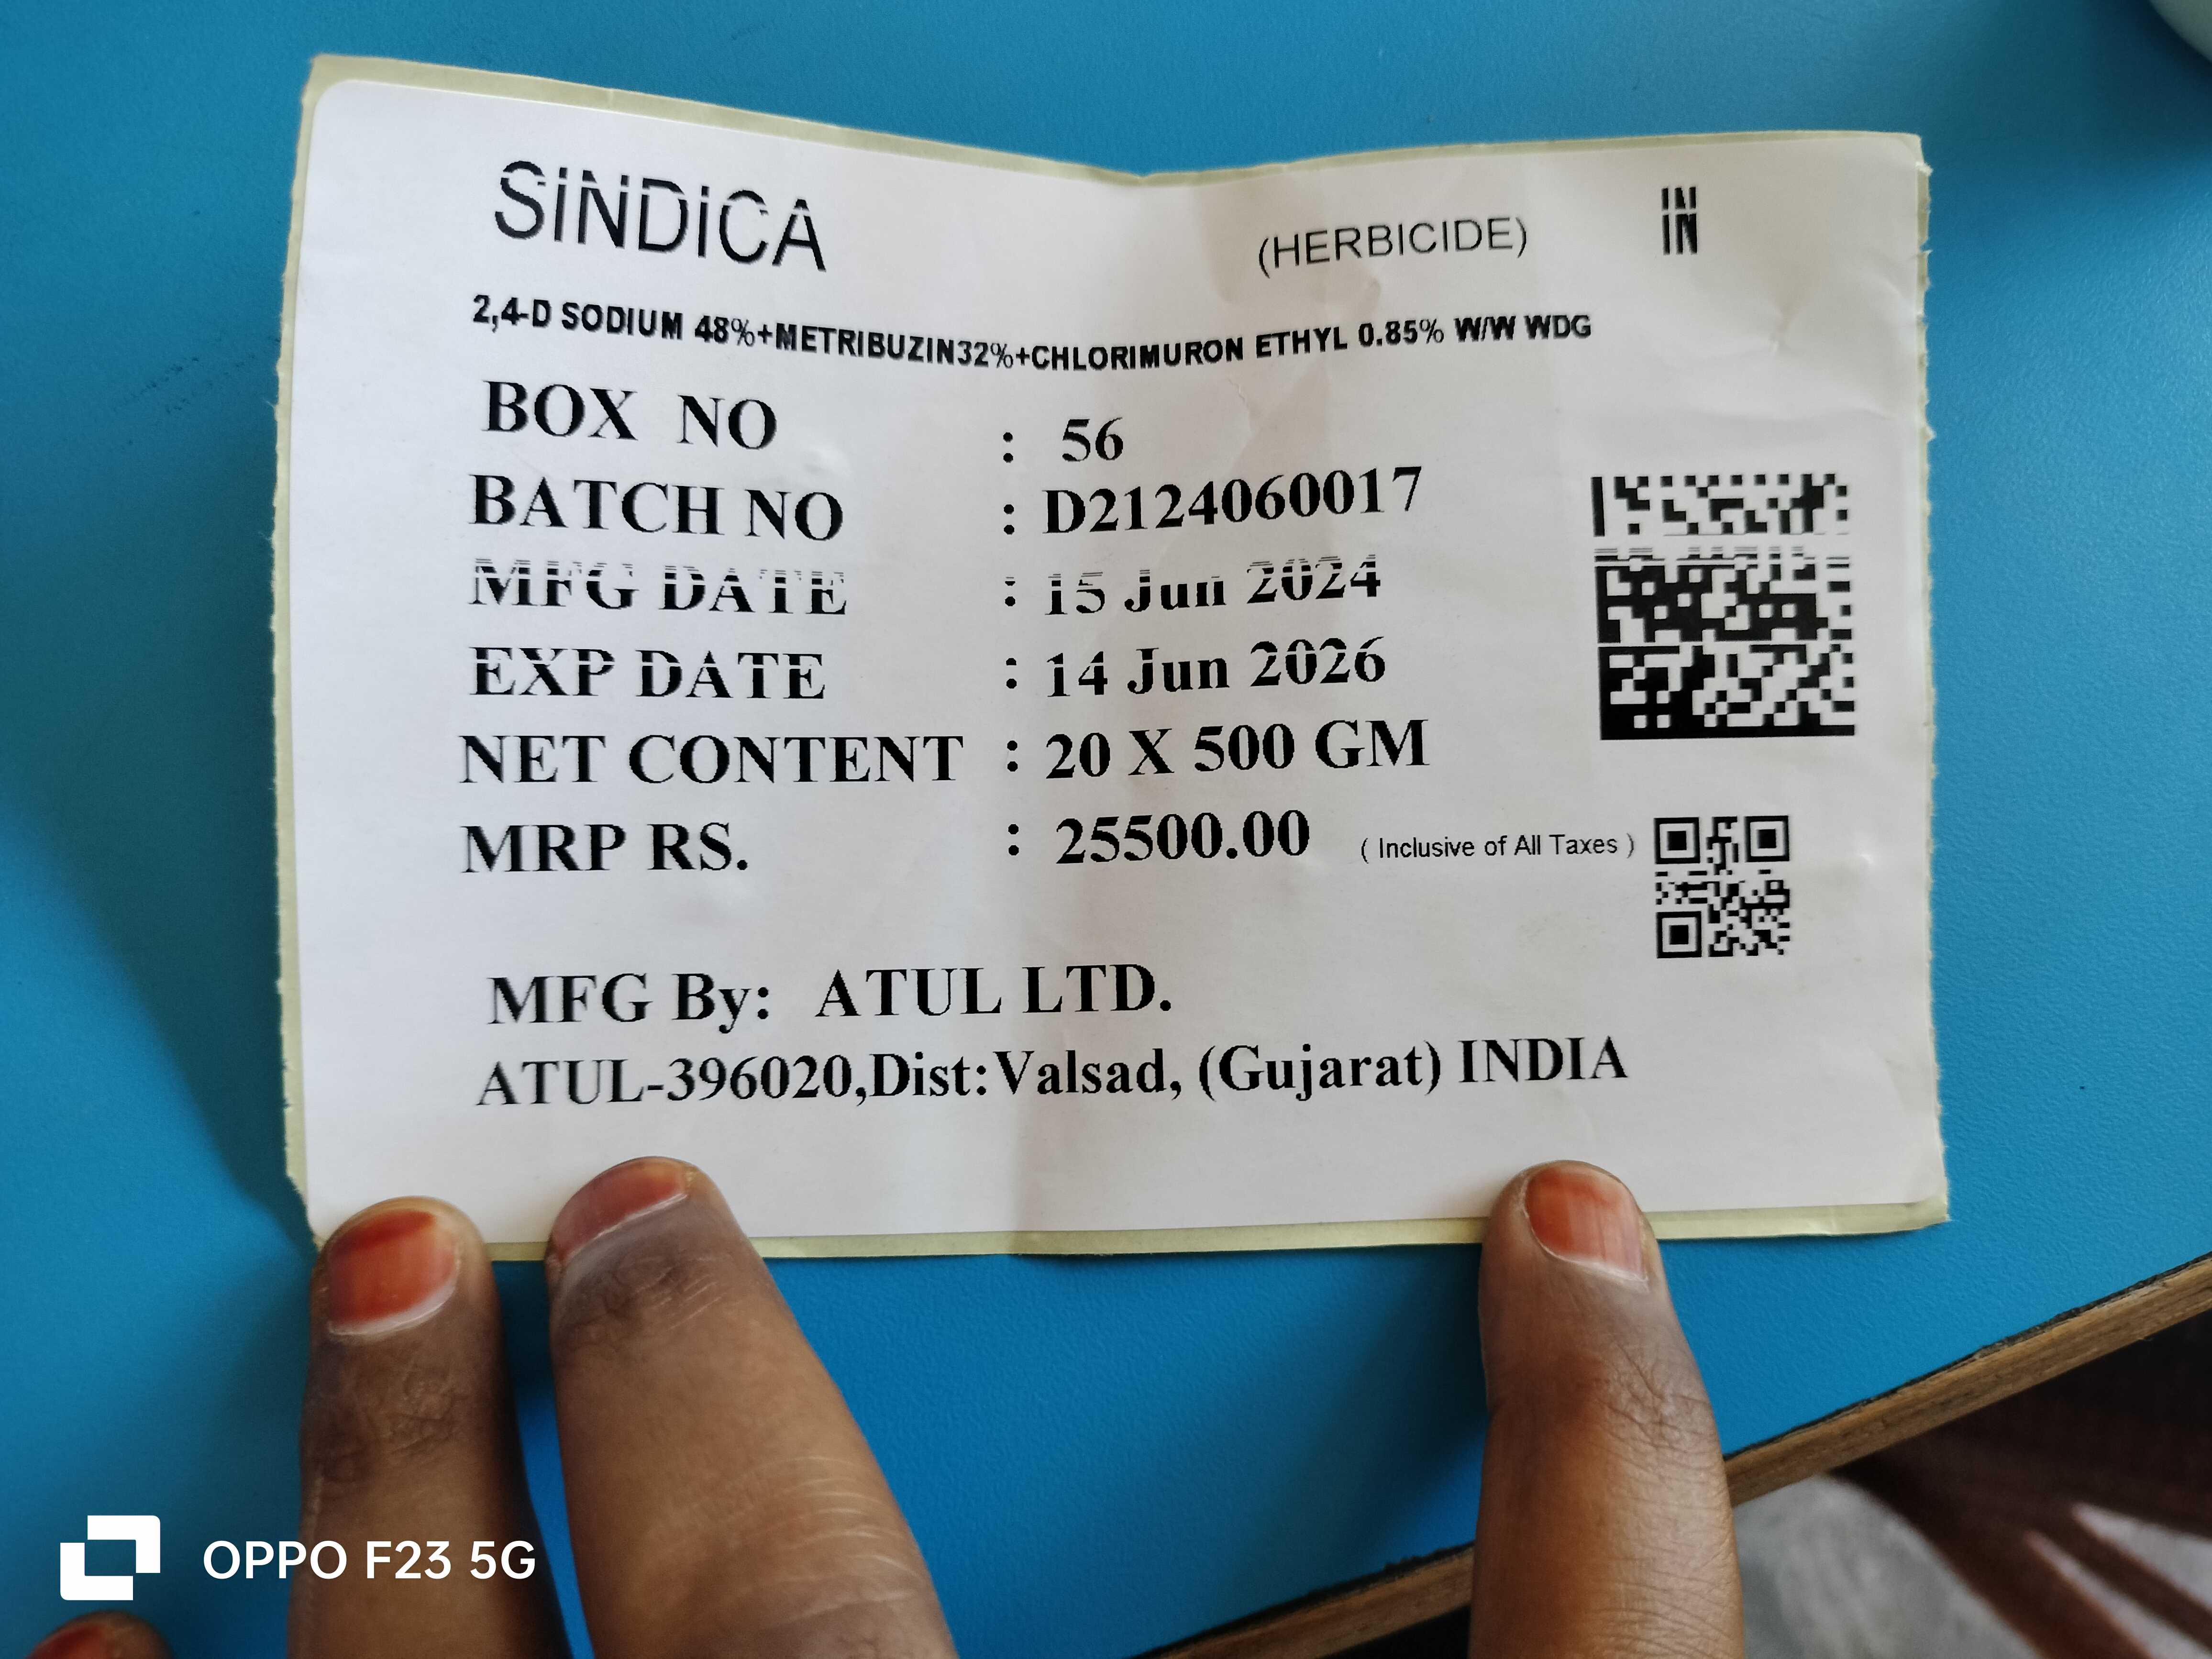 SiNDiCA (HERBICIDE) IN
2,4-D SODIUM 48%+METRIBUZIN32%+CHLORIMURON ETHYL 0.85% W/W WDG
BOX NO : 56
BATCH NO : D2124060017
MFG DATE : 15 Jun 2024
EXP DATE : 14 Jun 2026
NET CONTENT : 20 X 500 GM
MRP RS. : 25500.00 ( Inclusive of All Taxes )
MFG By: ATUL LTD.
ATUL-396020,Dist:Valsad, (Gujarat) INDIA
OPPO F23 5G